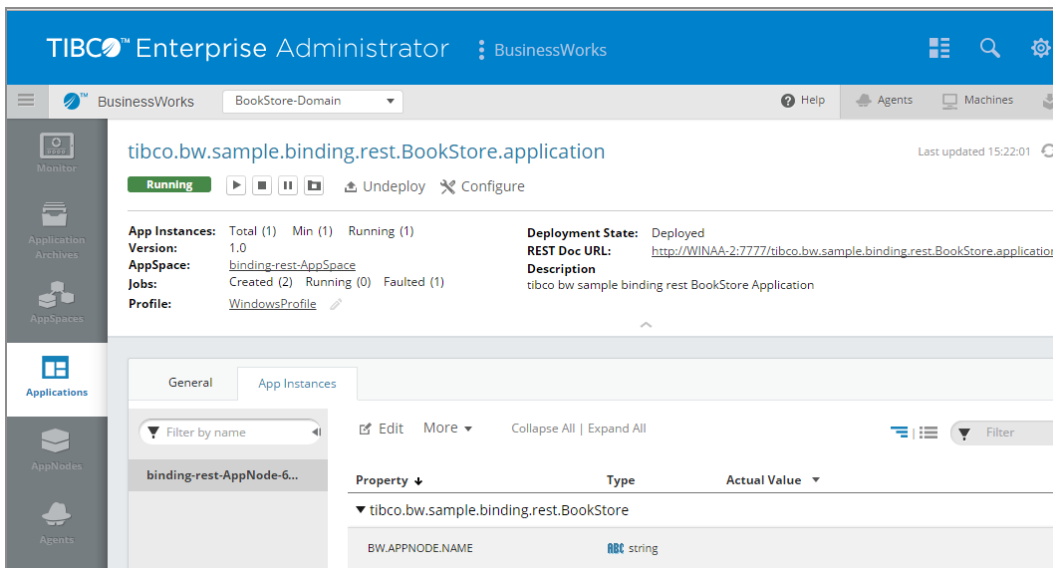 TIBCO™ Enterprise Administrator BusinessWorks
BusinessWorks BookStore-Domain Help Agents Machines
Monitor
Application
Archives
AppSpaces
Applications
AppNodes
Agents
tibco.bw.sample.binding.rest.BookStore.application Last updated 15:22:01
Running Undeploy Configure
App Instances: Total (1) Min (1) Running (1)
Version: 1.0
AppSpace: binding-rest-AppSpace
Jobs: Created (2) Running (0) Faulted (1)
Profile: WindowsProfile
Deployment State: Deployed
REST Doc URL: http://WINAA-2:7777/tibco.bw.sample.binding.rest.BookStore.application
Description
tibco bw sample binding rest BookStore Application
General App Instances
Filter by name
binding-rest-AppNode-6...
Edit More Collapse All | Expand All Filter
Property Type Actual Value
tibco.bw.sample.binding.rest.BookStore
BW.APPNODE.NAME ABC string